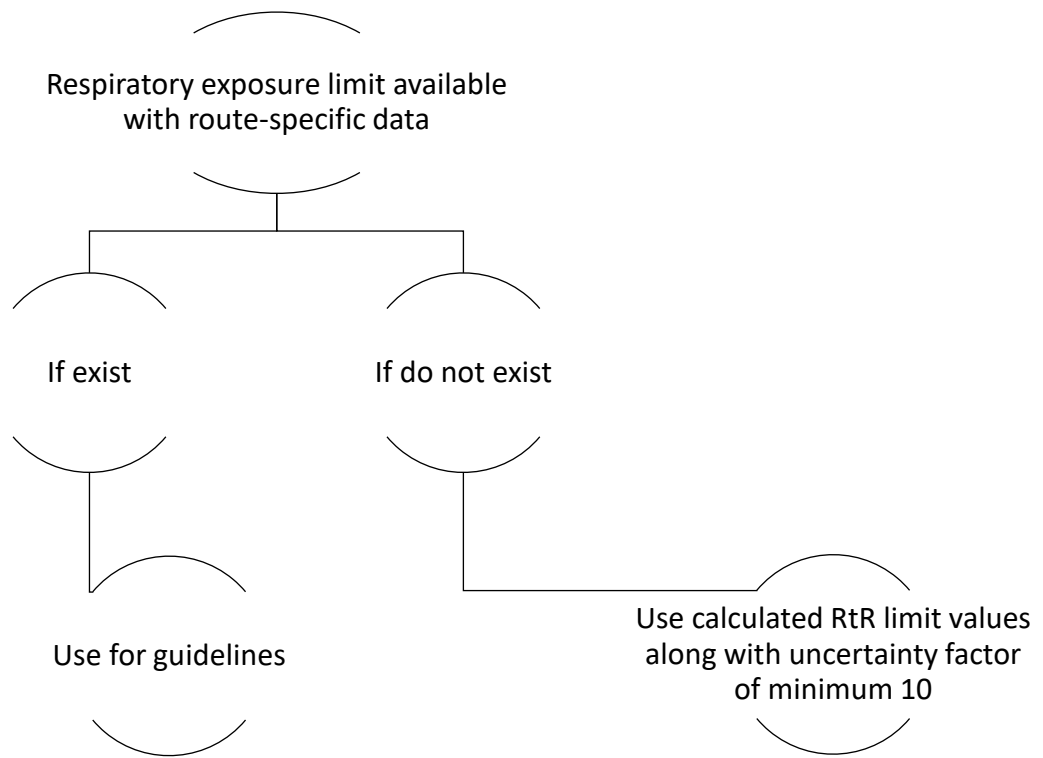 Respiratory exposure limit available
with route-specific data
If exist
If do not exist
Use for guidelines
Use calculated RtR limit values
along with uncertainty factor
of minimum 10